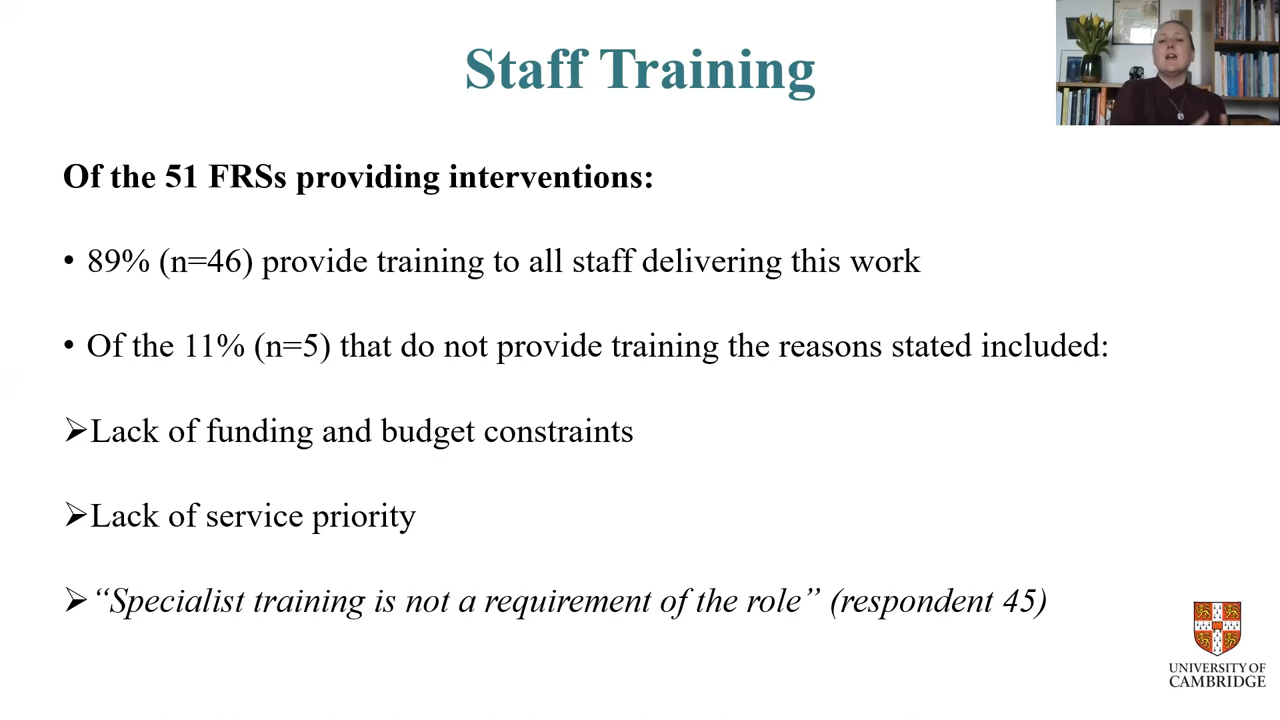 Staff Training
Of the 51 FRSs providing interventions:
• 89% (n=46) provide training to all staff delivering this work
• Of the 11% (n=5) that do not provide training the reasons stated included:
➢Lack of funding and budget constraints
➢Lack of service priority
➢“Specialist training is not a requirement of the role” (respondent 45)
UNIVERSITY OF
CAMBRIDGE